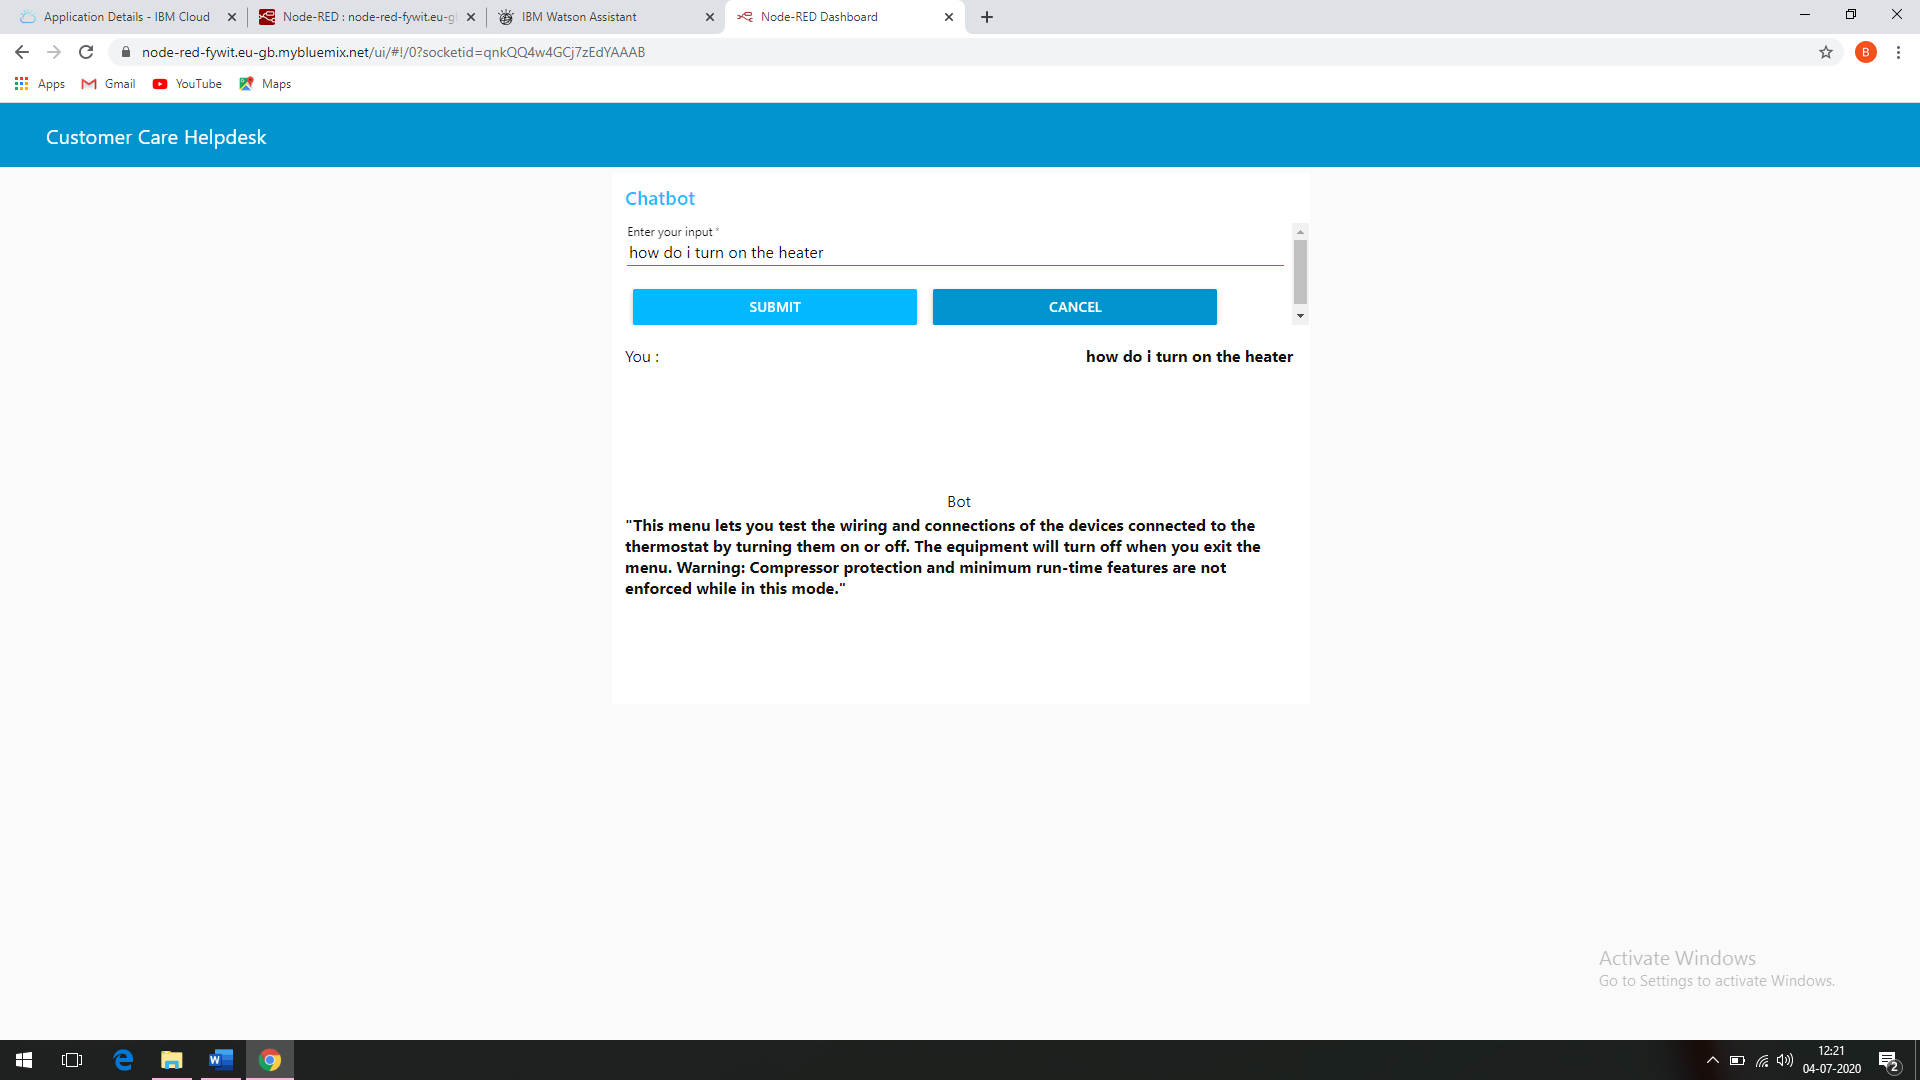 Application Details - IBM Cloud
Node-RED : node-red-fywit.eu-g
IBM Watson Assistant
Node-RED Dashboard
node-red-fywit.eu-gb.mybluemix.net/ui/#!/0?socketid=qnkQQ4w4GCj7zEdYAAAB
B
Apps
Gmail
YouTube
Maps
Customer Care Helpdesk
Chatbot
Enter your input *
how do i turn on the heater
SUBMIT
CANCEL
You :
how do i turn on the heater
Bot
"This menu lets you test the wiring and connections of the devices connected to the
thermostat by turning them on or off. The equipment will turn off when you exit the
menu. Warning: Compressor protection and minimum run-time features are not
enforced while in this mode."
Activate Windows
Go to Settings to activate Windows.
12:21
04-07-2020
2